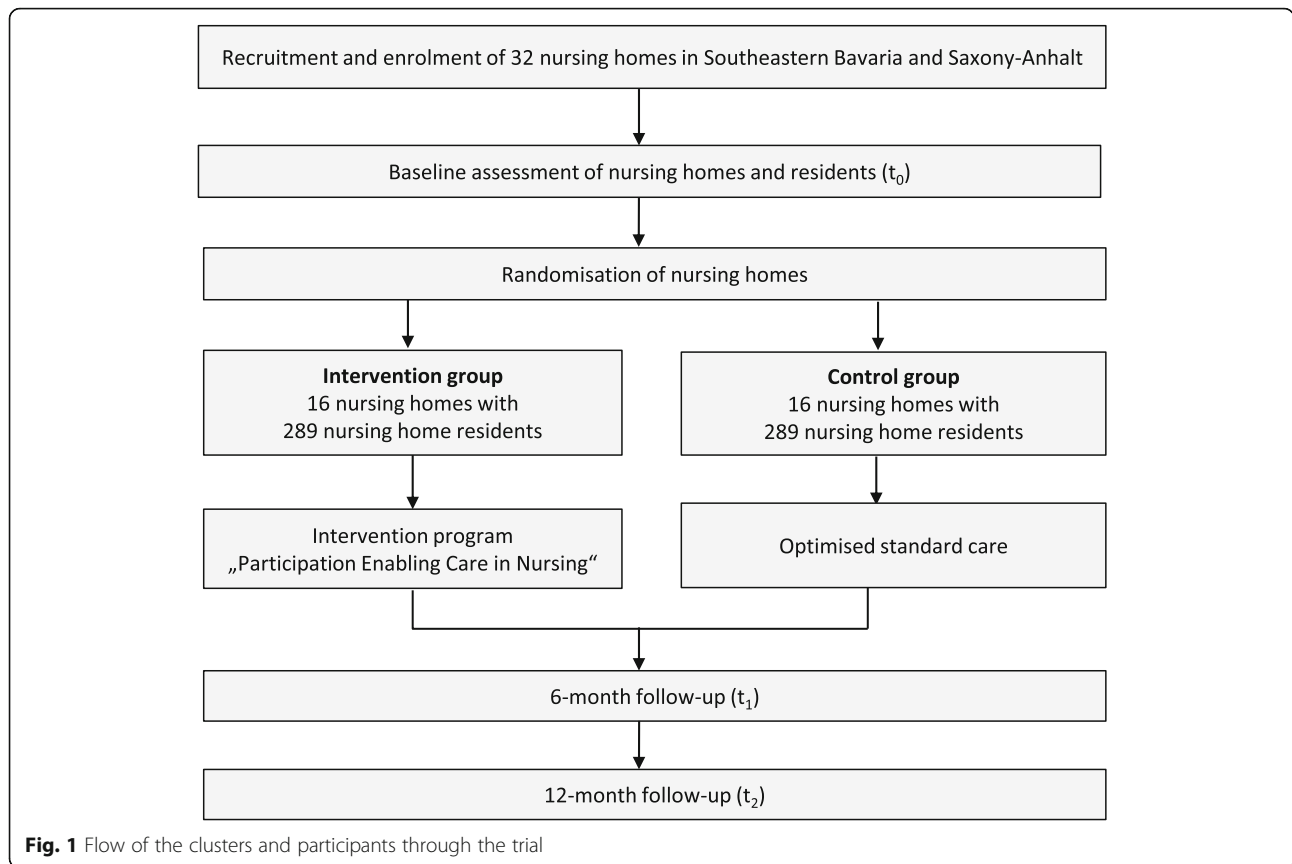 Recruitment and enrolment of 32 nursing homes in Southeastern Bavaria and Saxony-Anhalt
Baseline assessment of nursing homes and residents (t₀)
Randomisation of nursing homes
Intervention group
16 nursing homes with
289 nursing home residents
Control group
16 nursing homes with
289 nursing home residents
Intervention program
„Participation Enabling Care in Nursing“
Optimised standard care
6-month follow-up (t₁)
12-month follow-up (t₂)
Fig. 1 Flow of the clusters and participants through the trial